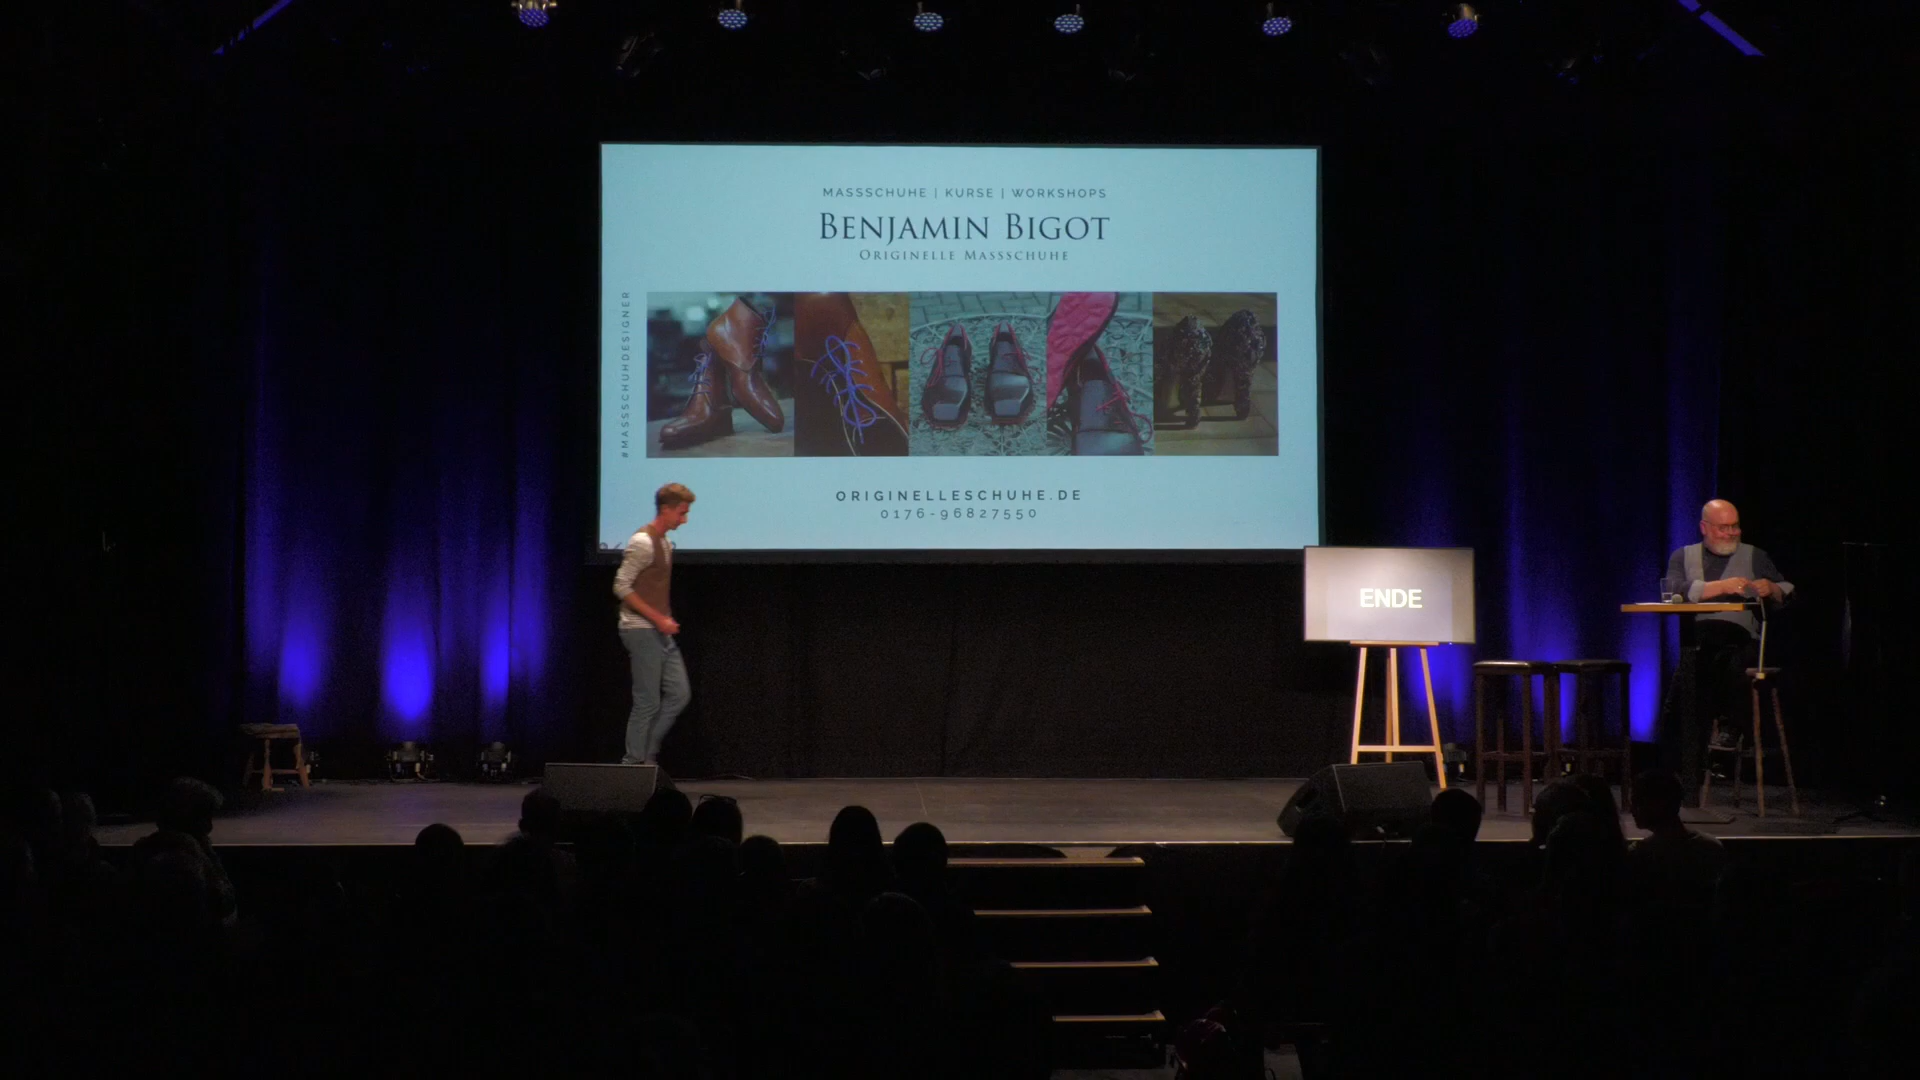 MASSSCHUHE | KURSE | WORKSHOPS
BENJAMIN BIGOT
ORIGINELLE MASSSCHUHE
#MASSSCHUHDESIGNER
ORIGINELLESCHUHE.DE
0176-96827550
ENDE